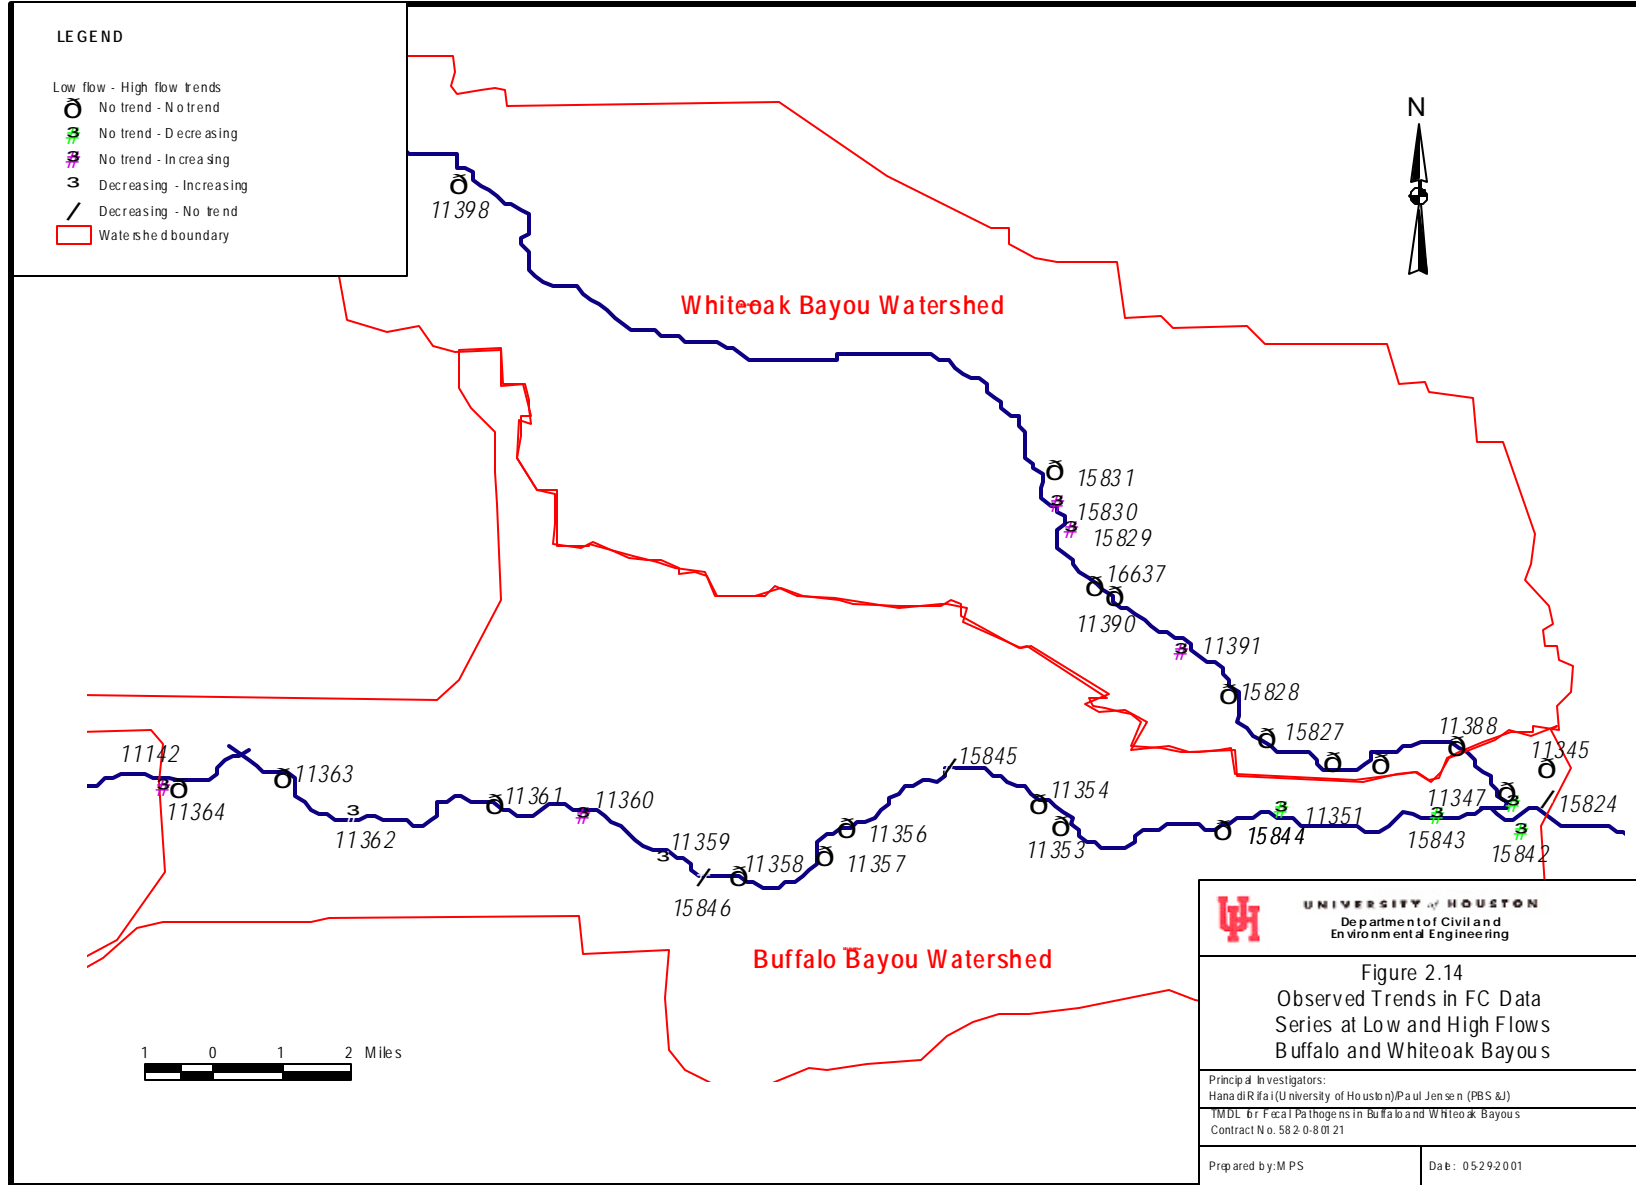 LEGEND
Low flow - High flow trends
No trend - No trend
No trend - Decreasing
No trend - Increasing
3 Decreasing - Increasing
Decreasing - No trend
Watershed boundary
N
11398
Whiteoak Bayou Watershed
15831
15830
15829
16637
11390
11391
15828
15827
11388
11345
11142
11363
11364
11362
11361
11360
11359
15846
11358
11357
11356
15845
11354
11353
15844
11351
11347
15843
15842
15824
Buffalo Bayou Watershed
1 0 1 2 Miles
UNIVERSITY of HOUSTON
Department of Civil and
Environmental Engineering
Figure 2.14
Observed Trends in FC Data
Series at Low and High Flows
Buffalo and Whiteoak Bayous
Principal Investigators:
Hanadi Rifai (University of Houston)/Paul Jensen (PBS&J)
TMDL for Fecal Pathogens in Buffalo and Whiteoak Bayous
Contract No. 582-0-80121
Prepared by: MPS
Date: 05-29-2001